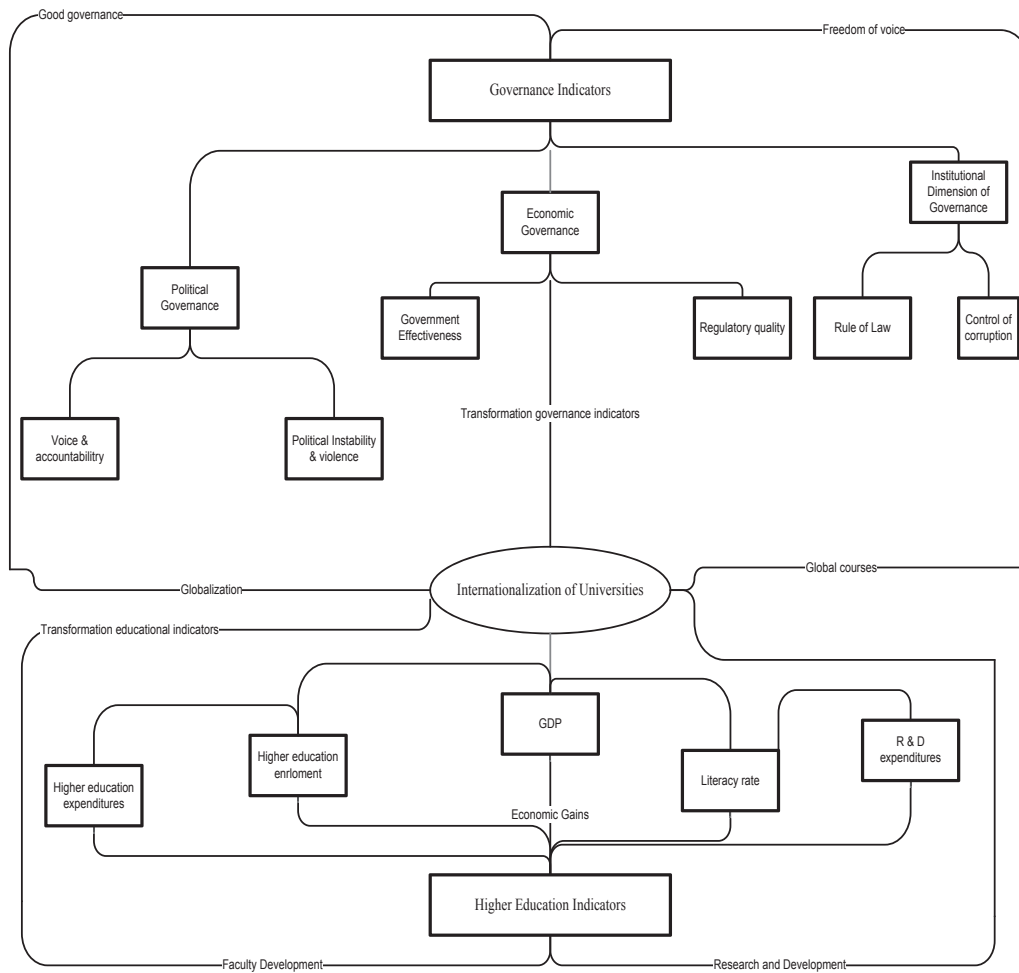 Good governance
Freedom of voice
Governance Indicators
Institutional
Dimension of
Governance
Economic
Governance
Political
Governance
Government
Effectiveness
Regulatory quality
Rule of Law
Control of
corruption
Transformation governance indicators
Voice &
accountabilitry
Political Instability
& violence
Global courses
Globalization
Internationalization of Universities
Transformation educational indicators
GDP
R & D
expenditures
Higher education
enrloment
Higher education
expenditures
Literacy rate
Economic Gains
Higher Education Indicators
Faculty Development
Research and Development